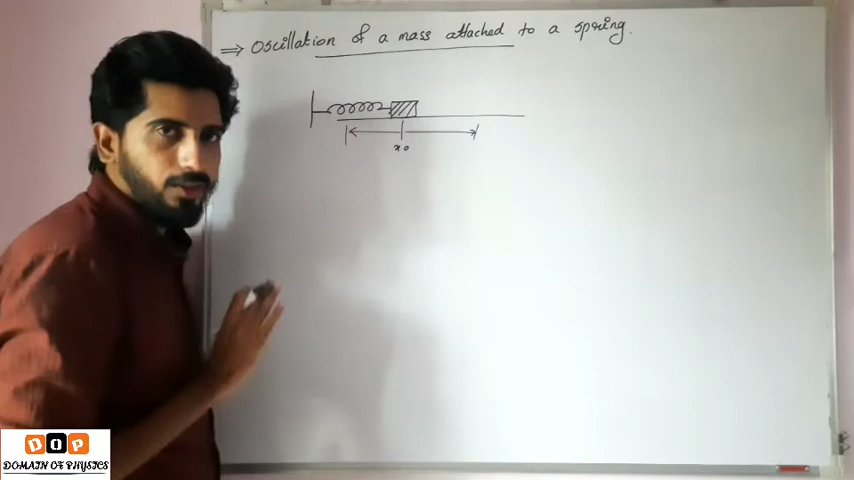 ⇒ Oscillation of a mass attached to a spring.
x₀
DOP
DOMAIN OF PHYSICS